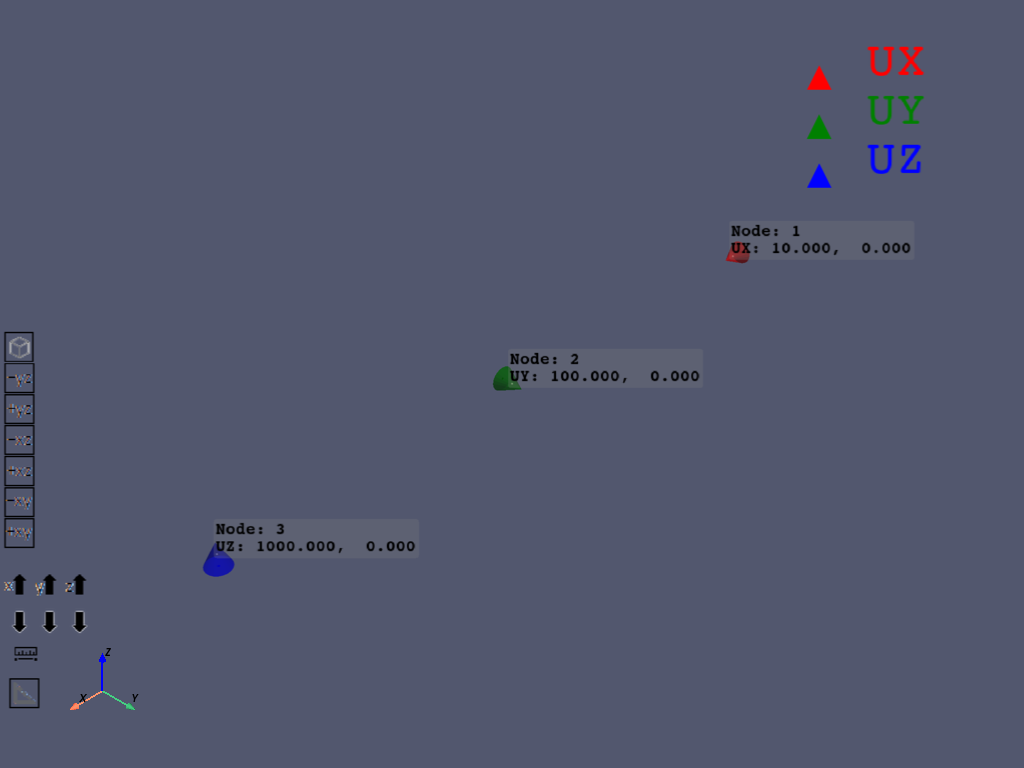 UX
UY
UZ
Node: 1
UX: 10.000,  0.000
Node: 2
UY: 100.000,  0.000
Node: 3
UZ: 1000.000,  0.000
-yz
+yz
-xz
+xz
-xy
+xy
x y z
Z
X Y